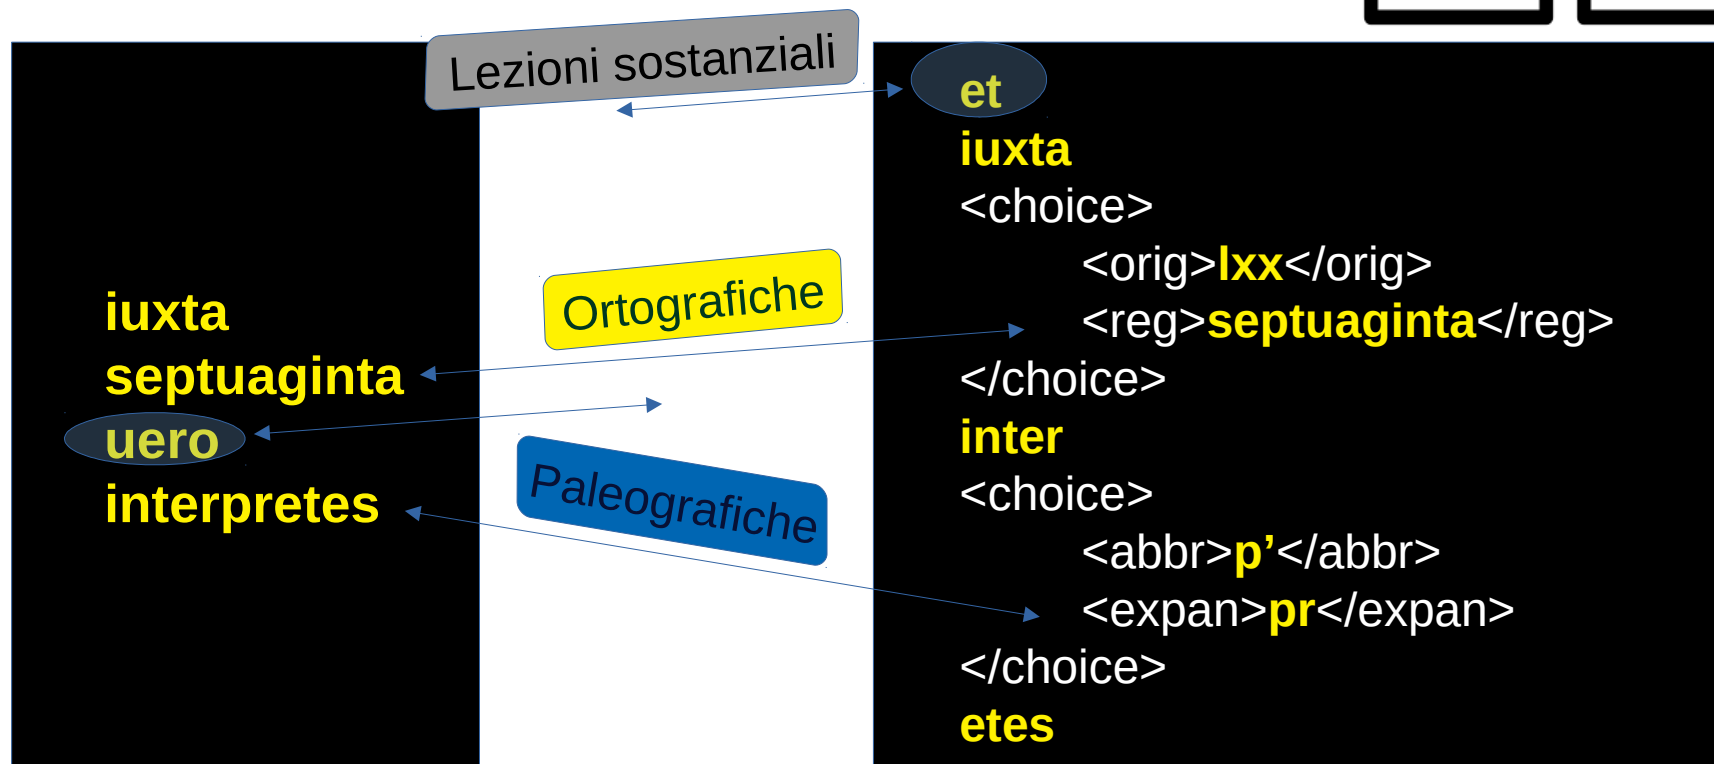 Lezioni sostanziali
iuxta
septuaginta
uero
interpretes
Ortografiche
Paleografiche
et
iuxta
<choice>
<orig>lxx</orig>
<reg>septuaginta</reg>
</choice>
inter
<choice>
<abbr>p’</abbr>
<expan>pr</expan>
</choice>
etes